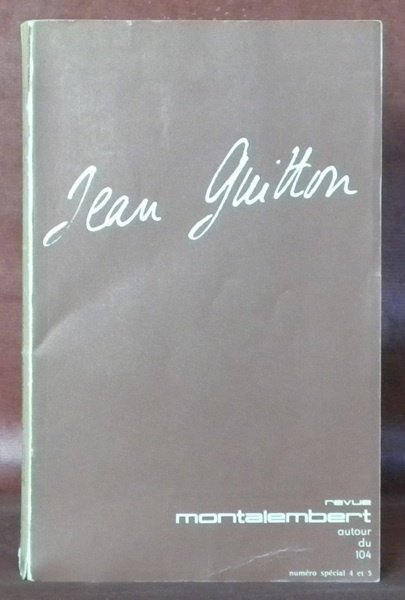 Jean Guitton
revue
montalembert
autour
du
104
numéro spécial 4 et 5